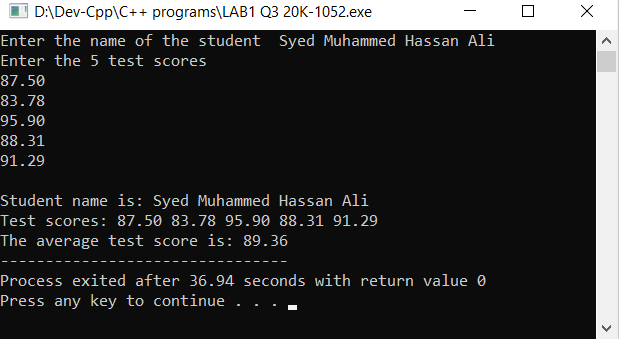 D:\Dev-Cpp\C++ programs\LAB1 Q3 20K-1052.exe
Enter the name of the student  Syed Muhammed Hassan Ali
Enter the 5 test scores
87.50
83.78
95.90
88.31
91.29

Student name is: Syed Muhammed Hassan Ali
Test scores: 87.50 83.78 95.90 88.31 91.29
The average test score is: 89.36
--------------------------------
Process exited after 36.94 seconds with return value 0
Press any key to continue . . .